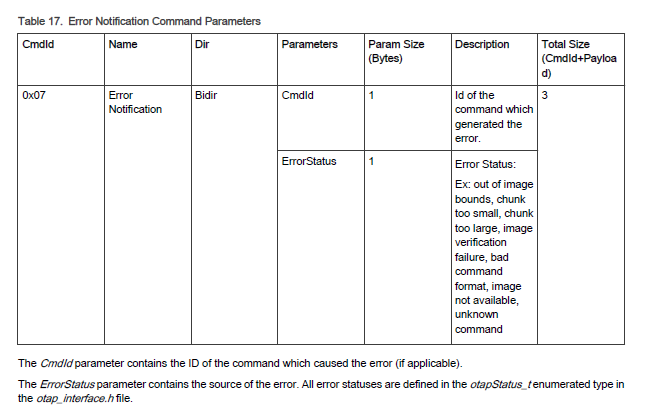 Table 17. Error Notification Command Parameters
CmdId Name Dir Parameters Param Size Description Total Size
(Bytes) (CmdId+Payloa
d)
0x07 Error Bidir CmdId 1 Id of the 3
Notification command which
generated the
error.
ErrorStatus 1 Error Status:
Ex: out of image
bounds, chunk
too small, chunk
too large, image
verification
failure, bad
command
format, image
not available,
unknown
command
The CmdId parameter contains the ID of the command which caused the error (if applicable).
The ErrorStatus parameter contains the source of the error. All error statuses are defined in the otapStatus_t enumerated type in
the otap_interface.h file.